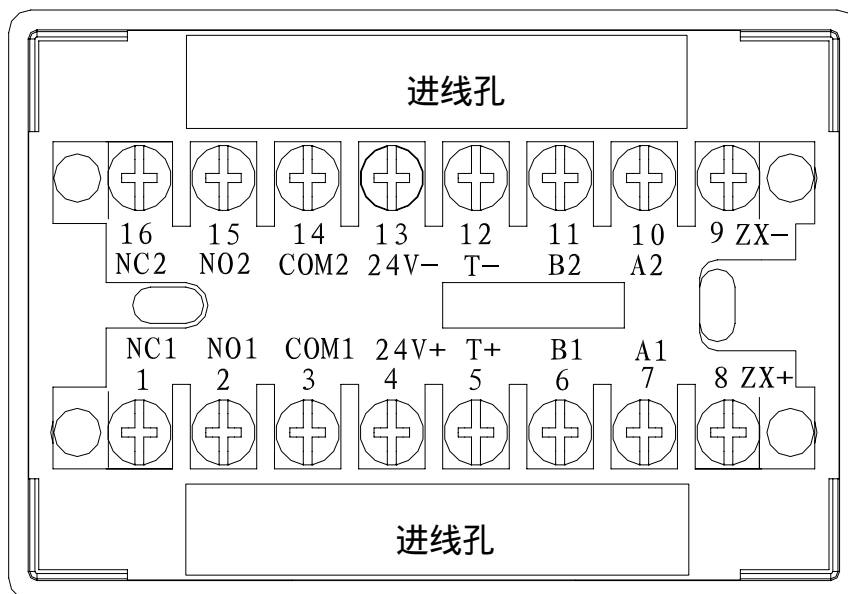 进线孔
16 15 14 13 12 11 10 9 ZX-
NC2 NO2 COM2 24V- T- B2 A2
NC1 NO1 COM1 24V+ T+ B1 A1
1 2 3 4 5 6 7 8 ZX+
进线孔